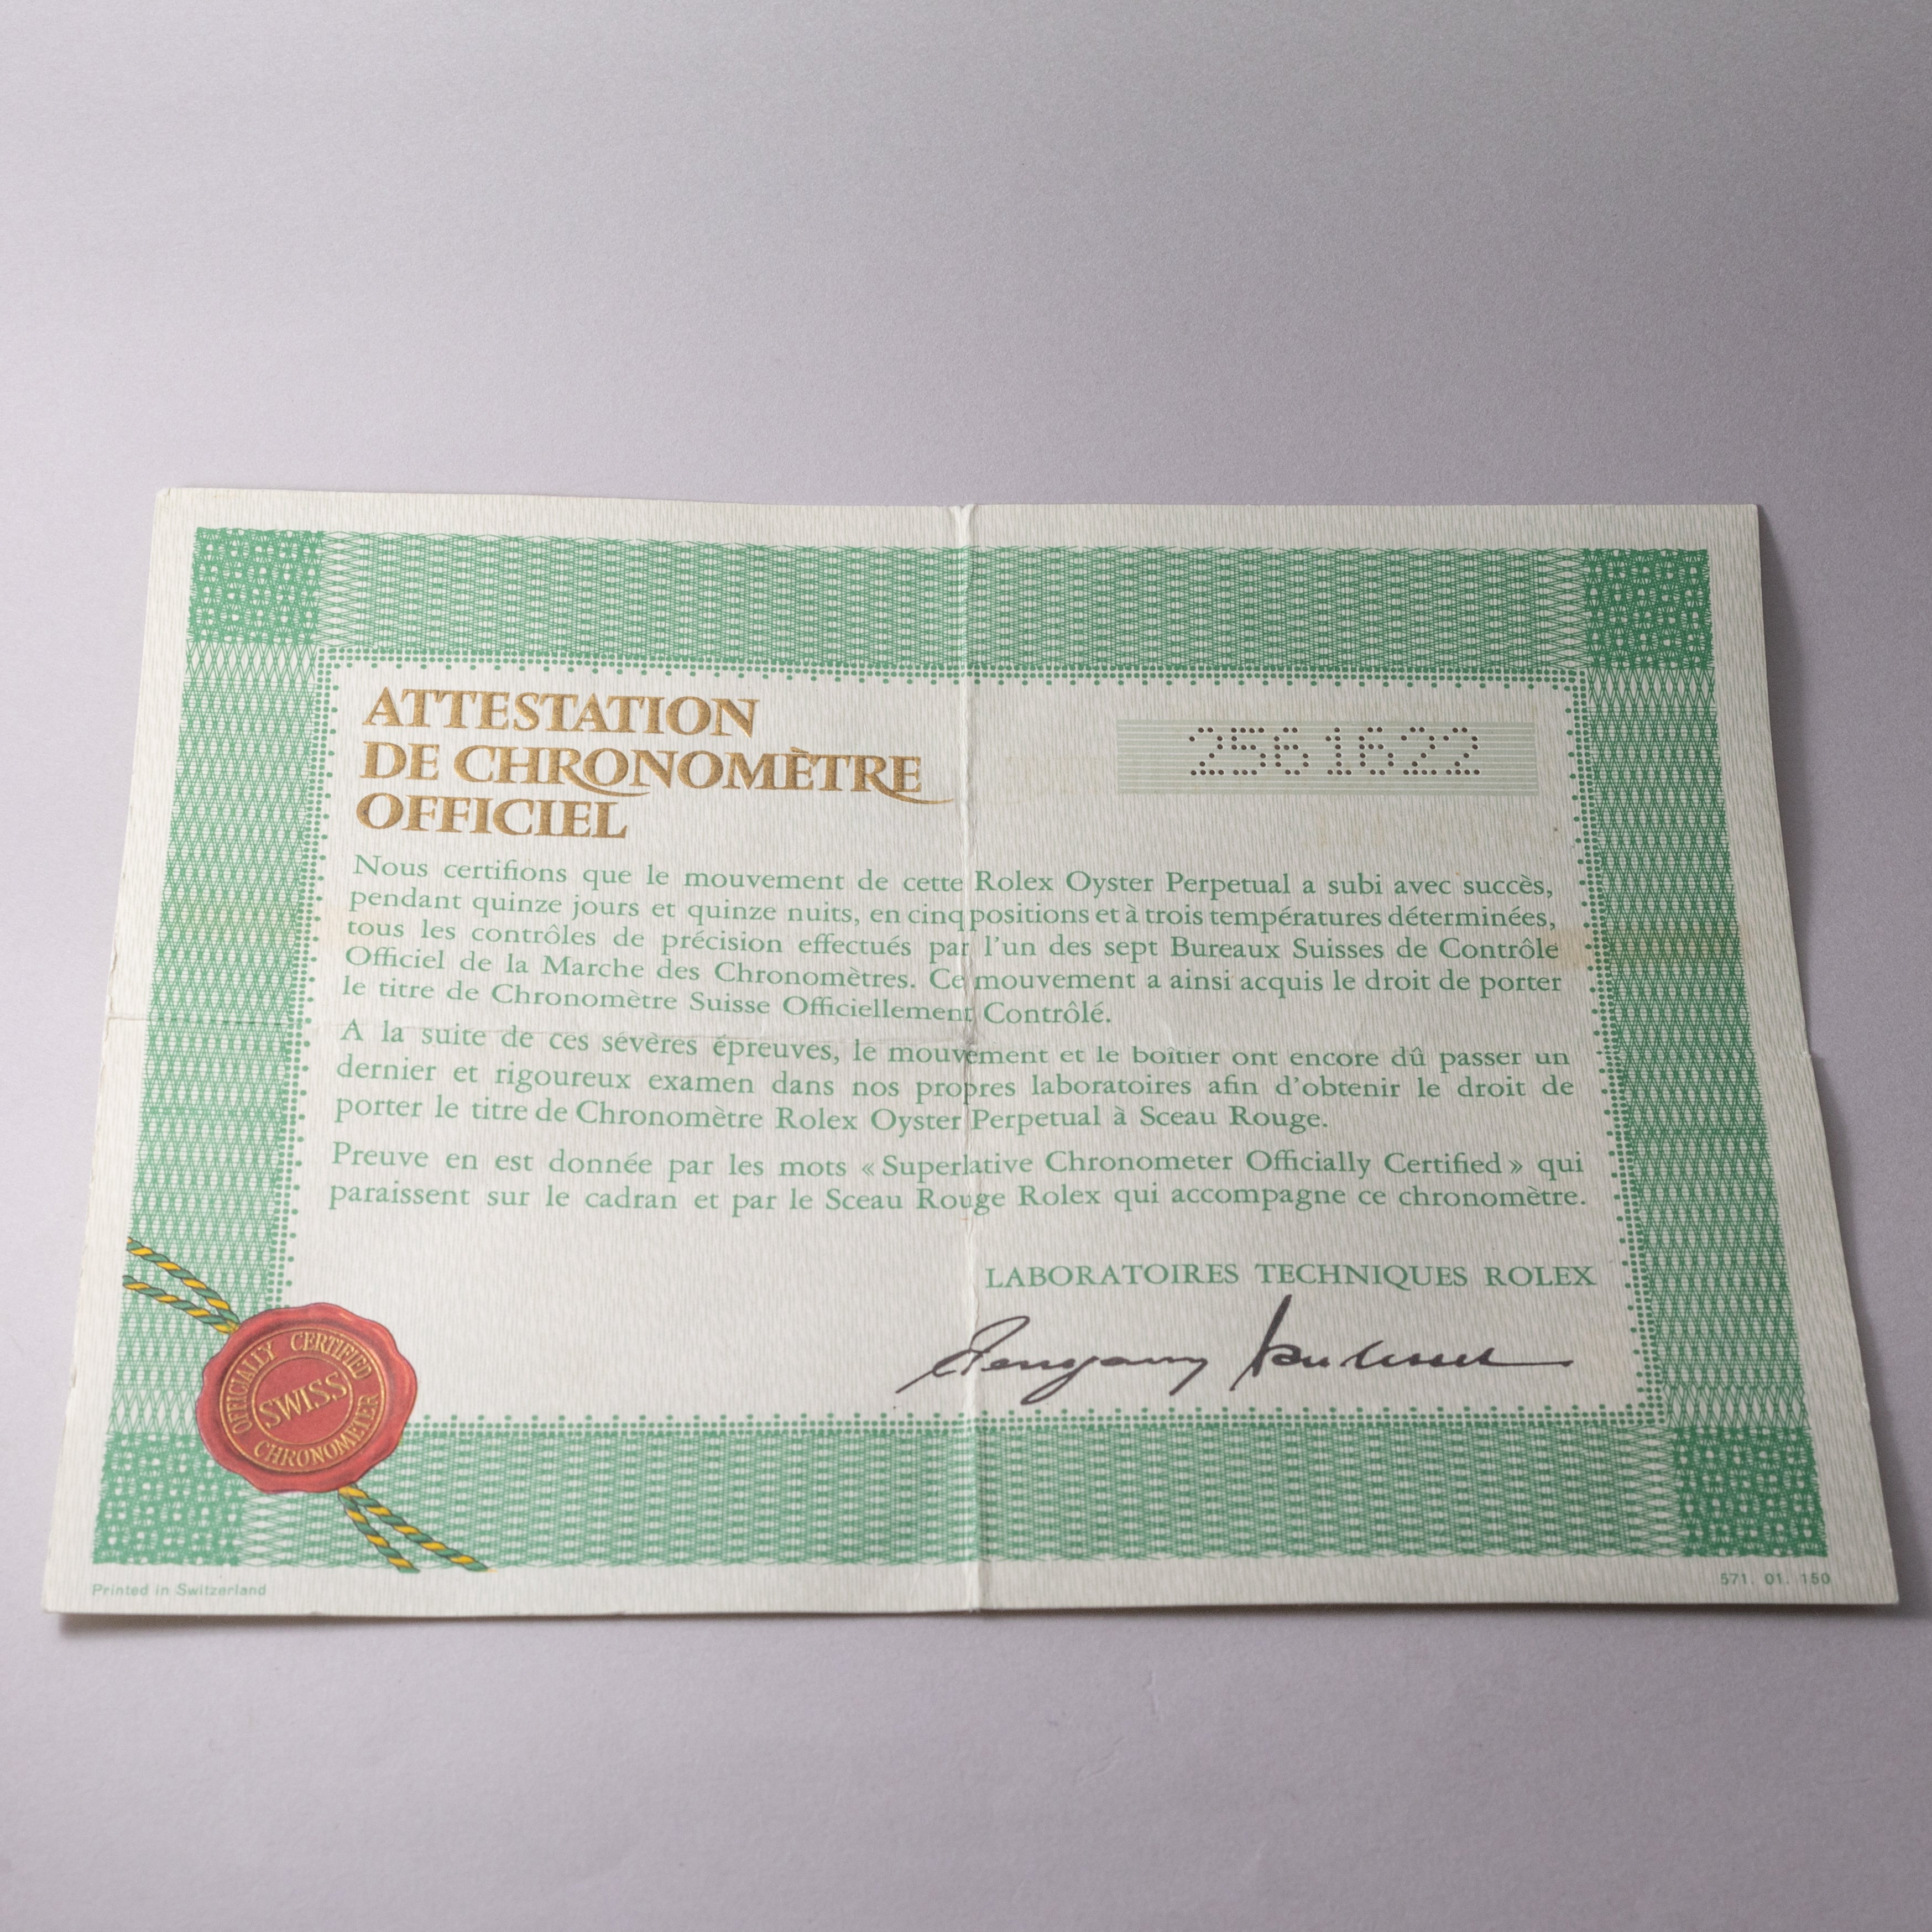 ATTESTATION
DE CHRONOMÈTRE
OFFICIEL
2561622
Nous certifions que le mouvement de cette Rolex Oyster Perpetual a subi avec succès,
pendant quinze jours et quinze nuits, en cinq positions et à trois températures déterminées,
tous les contrôles de précision effectués par l'un des sept Bureaux Suisses de Contrôle
Officiel de la Marche des Chronomètres. Ce mouvement a ainsi acquis le droit de porter
le titre de Chronomètre Suisse Officiellement Contrôlé.
A la suite de ces sévères épreuves, le mouvement et le boîtier ont encore dû passer un
dernier et rigoureux examen dans nos propres laboratoires afin d'obtenir le droit de
porter le titre de Chronomètre Rolex Oyster Perpetual à Sceau Rouge.
Preuve en est donnée par les mots « Superlative Chronometer Officially Certified » qui
paraissent sur le cadran et par le Sceau Rouge Rolex qui accompagne ce chronomètre.
LABORATOIRES TECHNIQUES ROLEX
OFFICIALLY CERTIFIED
SWISS
CHRONOMETER
Printed in Switzerland
571. 01. 150